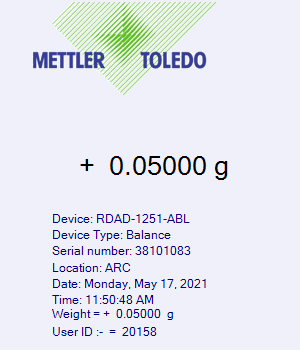 METTLER TOLEDO
+ 0.05000 g
Device: RDAD-1251-ABL
Device Type: Balance
Serial number: 38101083
Location: ARC
Date: Monday, May 17, 2021
Time: 11:50:48 AM
Weight = + 0.05000 g
User ID :- = 20158